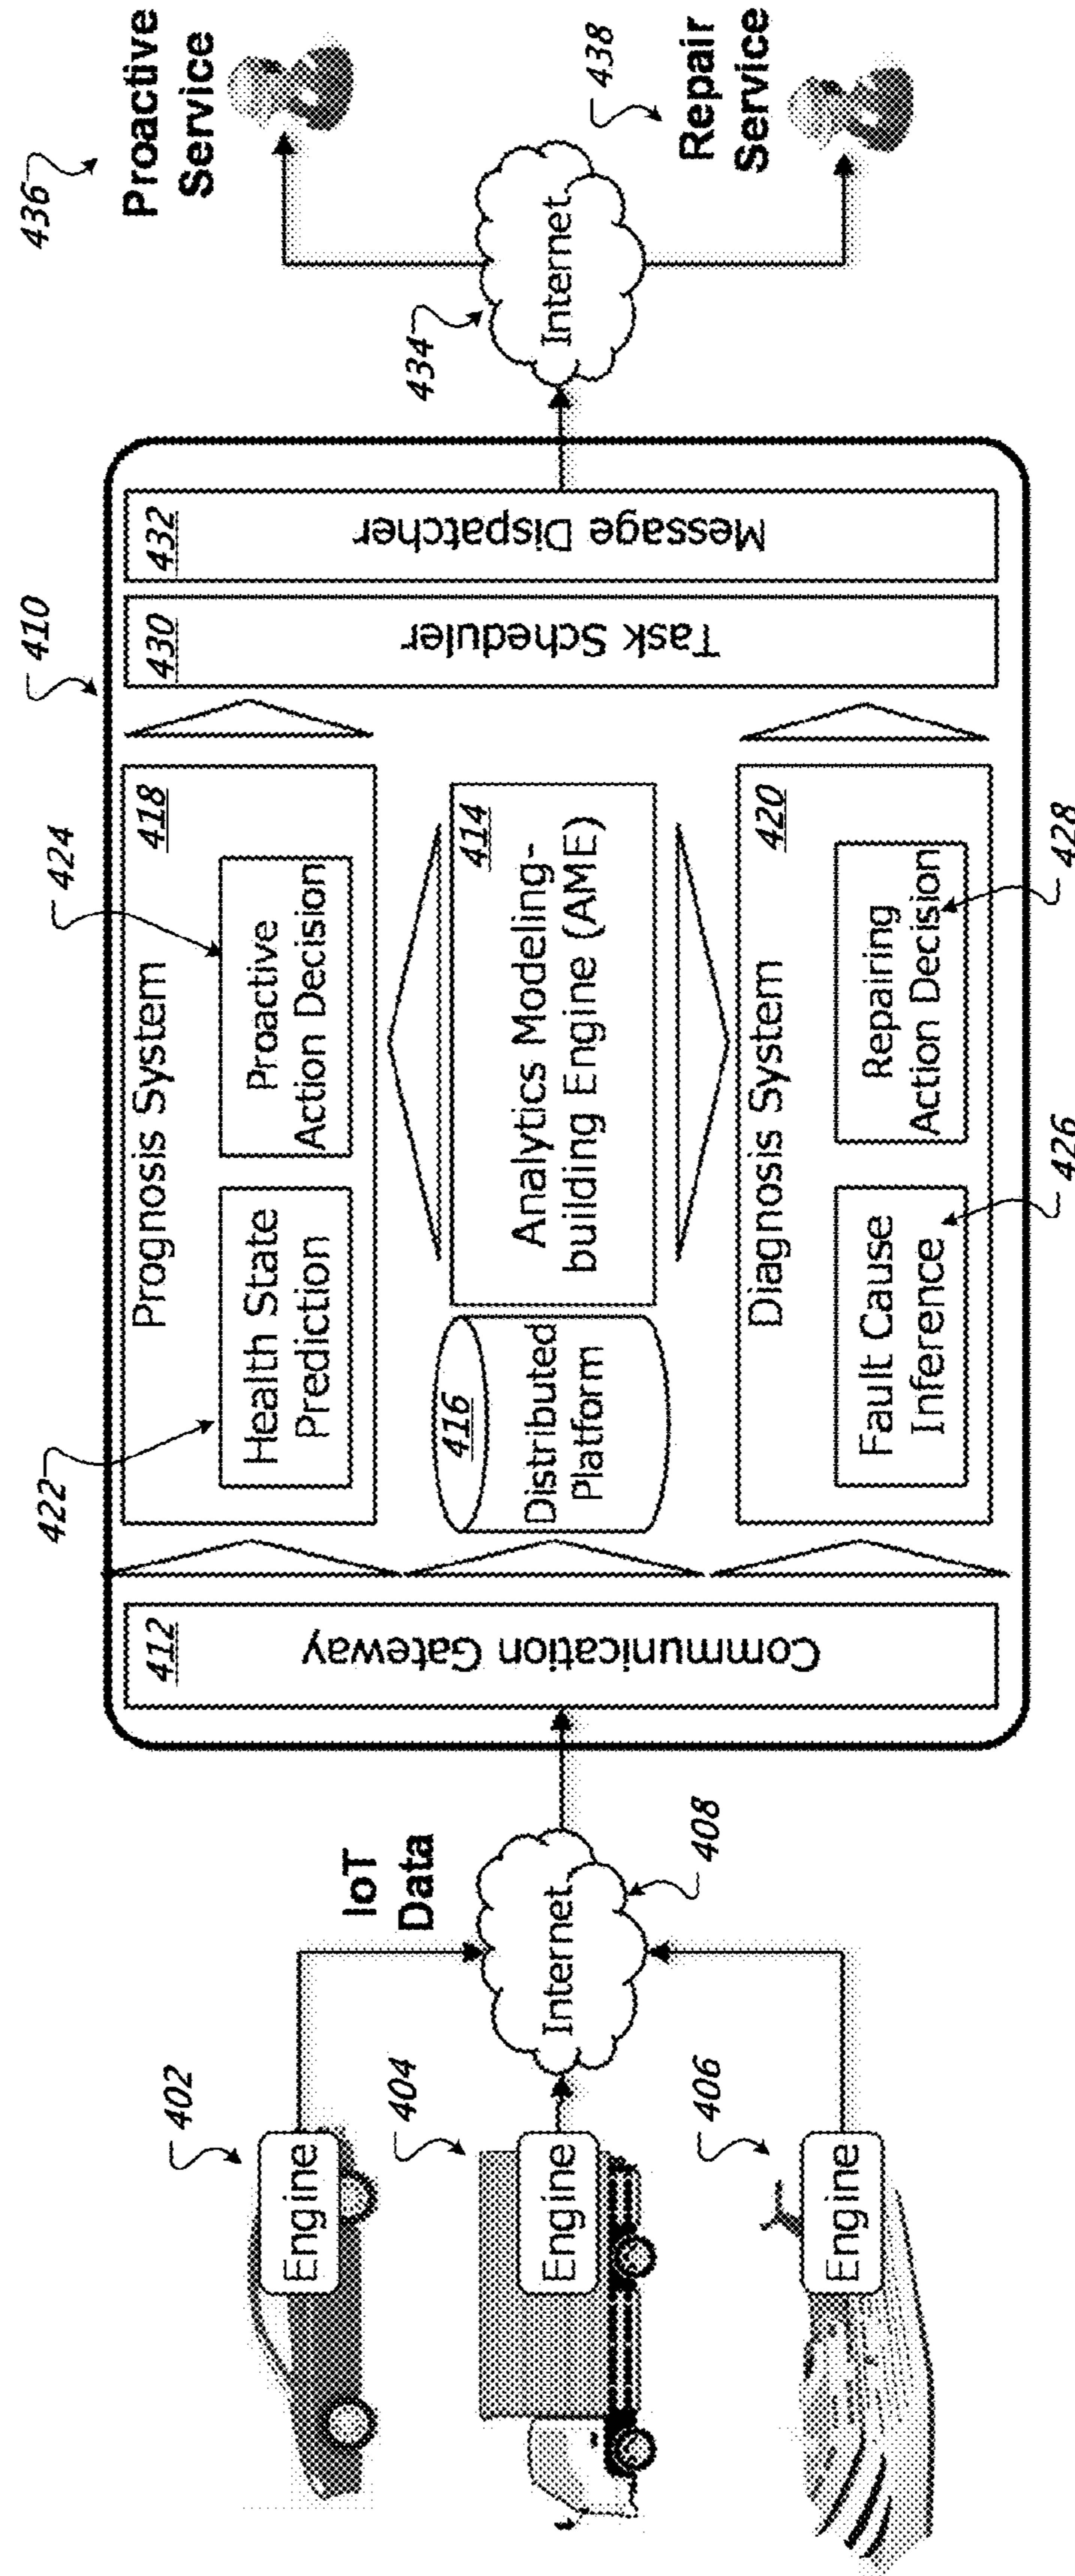 402
Engine
404
Engine
406
Engine
IoT
Data
Internet
408
410
412
Communication Gateway
422
Prognosis System
418
Health State
Prediction
424
Proactive
Action Decision
416
Distributed
Platform
414
Analytics Modeling-
building Engine (AME)
Diagnosis System
420
Fault Cause
Inference
426
Repairing
Action Decision
428
430
Task Scheduler
432
Message Dispatcher
434
Internet
436
Proactive
Service
438
Repair
Service